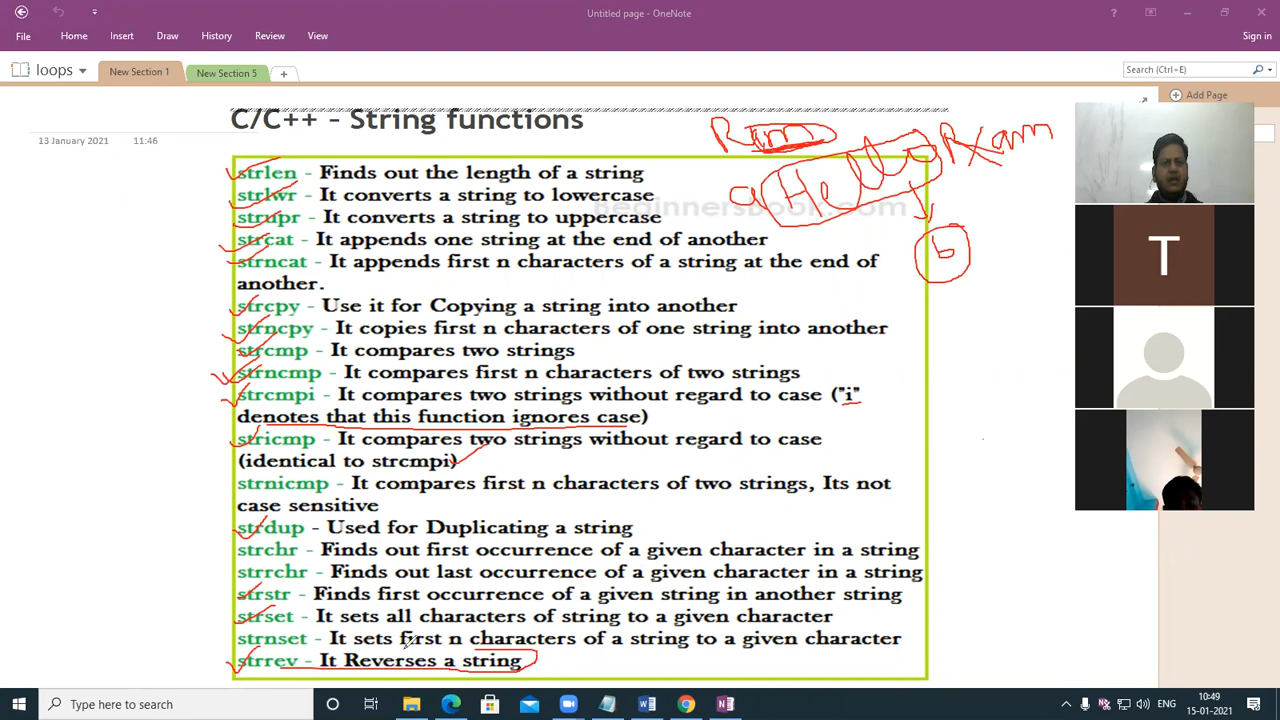 Untitled page - OneNote
? 
File Home Insert Draw History Review View Sign in
loops New Section 1 New Section 5 + Search (Ctrl+E)
Add Page
C/C++ - String functions
13 January 2021 11:46
Ram Ram
a Hello
6
strlen - Finds out the length of a string
strlwr - It converts a string to lowercase
BeginnersBook.com
strupr - It converts a string to uppercase
strcat - It appends one string at the end of another
strncat - It appends first n characters of a string at the end of
another.
strcpy - Use it for Copying a string into another
strncpy - It copies first n characters of one string into another
strcmp - It compares two strings
strncmp - It compares first n characters of two strings
strcmpi - It compares two strings without regard to case ("i"
denotes that this function ignores case)
stricmp - It compares two strings without regard to case
(identical to strcmpi)
strnicmp - It compares first n characters of two strings, Its not
case sensitive
strdup - Used for Duplicating a string
strchr - Finds out first occurrence of a given character in a string
strrchr - Finds out last occurrence of a given character in a string
strstr - Finds first occurrence of a given string in another string
strset - It sets all characters of string to a given character
strnset - It sets first n characters of a string to a given character
strrev - It Reverses a string
T
Type here to search
ENG
10:49
15-01-2021